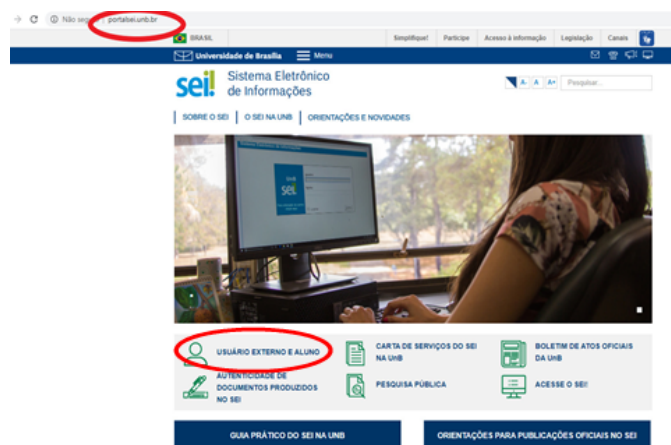 Não seg portalsei.unb.br
BRASIL Simplifique! Participe Acesso à informação Legislação Canais
Universidade de Brasília Menu
sei! Sistema Eletrônico
de Informações
A- A A+ Pesquisar...
SOBRE O SEI O SEI NA UNB ORIENTAÇÕES E NOVIDADES
sei!
USUÁRIO EXTERNO E ALUNO
CARTA DE SERVIÇOS DO SEI
NA UnB
BOLETIM DE ATOS OFICIAIS
DA UnB
AUTENTICIDADE DE
DOCUMENTOS PRODUZIDOS
NO SEI
PESQUISA PÚBLICA
ACESSE O SEI!
GUIA PRÁTICO DO SEI NA UNB
ORIENTAÇÕES PARA PUBLICAÇÕES OFICIAIS NO SEI